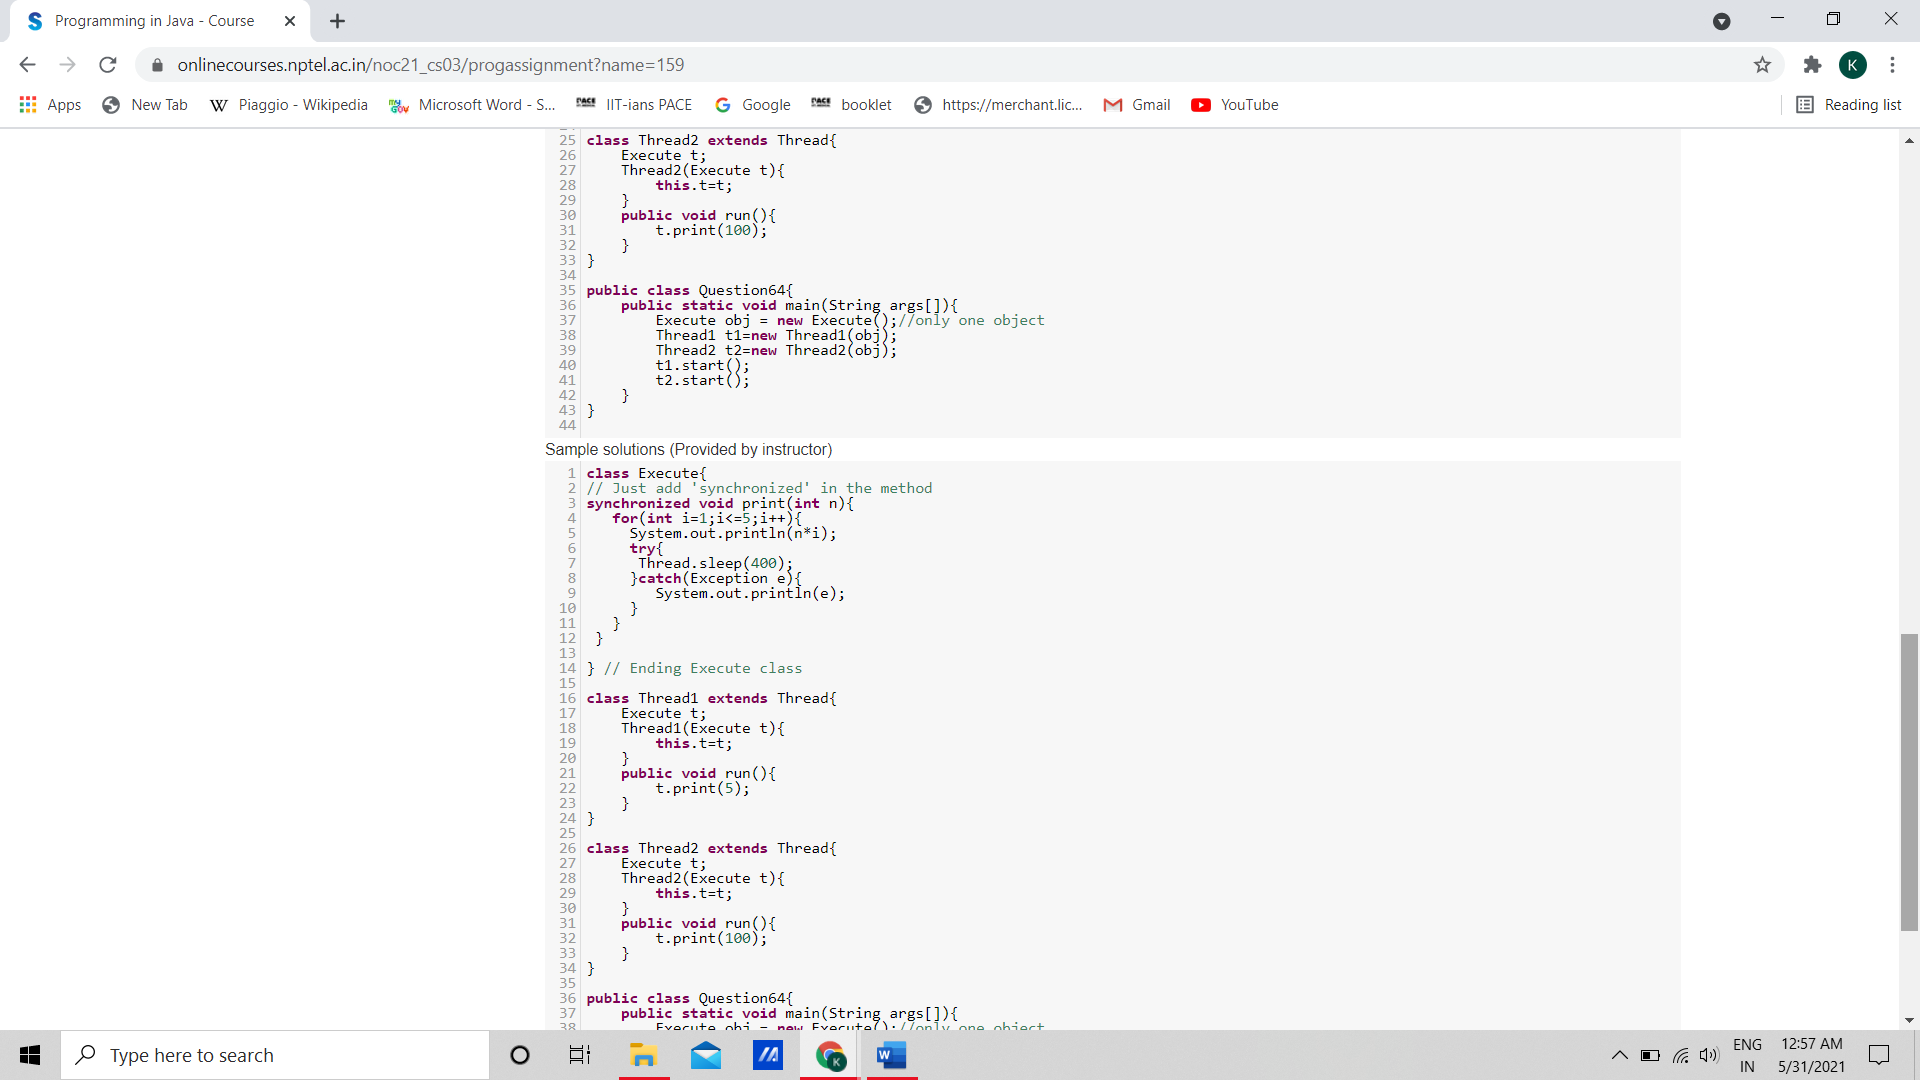 Programming in Java - Course
onlinecourses.nptel.ac.in/noc21_cs03/progassignment?name=159
K
Apps New Tab W Piaggio - Wikipedia Microsoft Word - S... PACE IIT-ians PACE Google PACE booklet https://merchant.lic... Gmail YouTube Reading list
25 class Thread2 extends Thread{
26 Execute t;
27 Thread2(Execute t){
28 this.t=t;
29 }
30 public void run(){
31 t.print(100);
32 }
33 }
34
35 public class Question64{
36 public static void main(String args[]){
37 Execute obj = new Execute();//only one object
38 Thread1 t1=new Thread1(obj);
39 Thread2 t2=new Thread2(obj);
40 t1.start();
41 t2.start();
42 }
43 }
44
Sample solutions (Provided by instructor)
1 class Execute{
2 // Just add 'synchronized' in the method
3 synchronized void print(int n){
4 for(int i=1;i<=5;i++){
5 System.out.println(n*i);
6 try{
7 Thread.sleep(400);
8 }catch(Exception e){
9 System.out.println(e);
10 }
11 }
12 }
13
14 } // Ending Execute class
15
16 class Thread1 extends Thread{
17 Execute t;
18 Thread1(Execute t){
19 this.t=t;
20 }
21 public void run(){
22 t.print(5);
23 }
24 }
25
26 class Thread2 extends Thread{
27 Execute t;
28 Thread2(Execute t){
29 this.t=t;
30 }
31 public void run(){
32 t.print(100);
33 }
34 }
35
36 public class Question64{
37 public static void main(String args[]){
38 Execute obj = new Execute();//only one object
Type here to search
K
W
ENG
IN
12:57 AM
5/31/2021